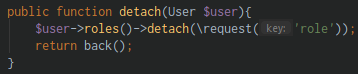 public function detach(User $user){
    $user->roles()->detach(\request( key: 'role'));
    return back();
}